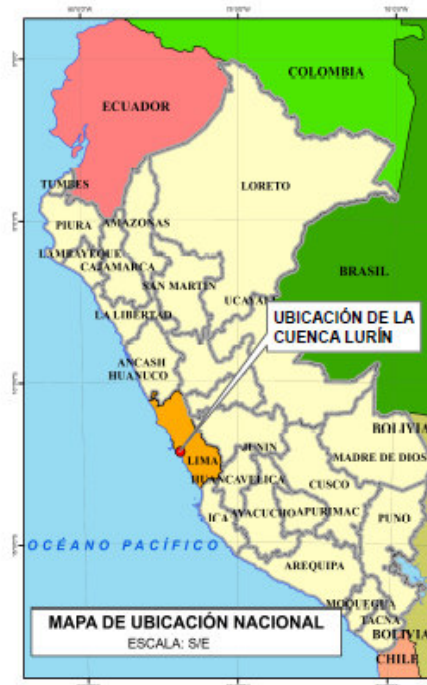 COLOMBIA
ECUADOR
TUMBES
LORETO
PIURA
AMAZONAS
LAMBAYEQUE
CAJAMARCA
BRASIL
SAN MARTIN
UCAYALI
LA LIBERTAD
UBICACIÓN DE LA
CUENCA LURÍN
ANCASH
HUANUCO
BOLIVIA
JUNIN
LIMA
MADRE DE DIOS
HUANCAVELICA
CUSCO
ICA
AYACUCHO
APURIMAC
PUNO
OCÉANO PACÍFICO
AREQUIPA
MOQUEGUA
TACNA
BOLIVIA
CHILE
MAPA DE UBICACIÓN NACIONAL
ESCALA: S/E